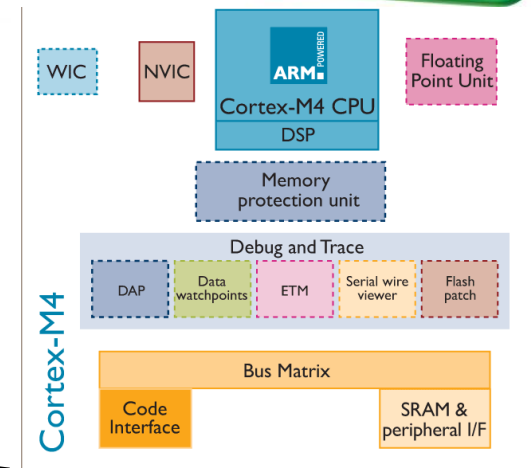 WIC
NVIC
ARM POWERED
Cortex-M4 CPU
DSP
Floating
Point Unit
Memory
protection unit
Debug and Trace
DAP
Data
watchpoints
ETM
Serial wire
viewer
Flash
patch
Cortex-M4
Bus Matrix
Code
Interface
SRAM &
peripheral I/F